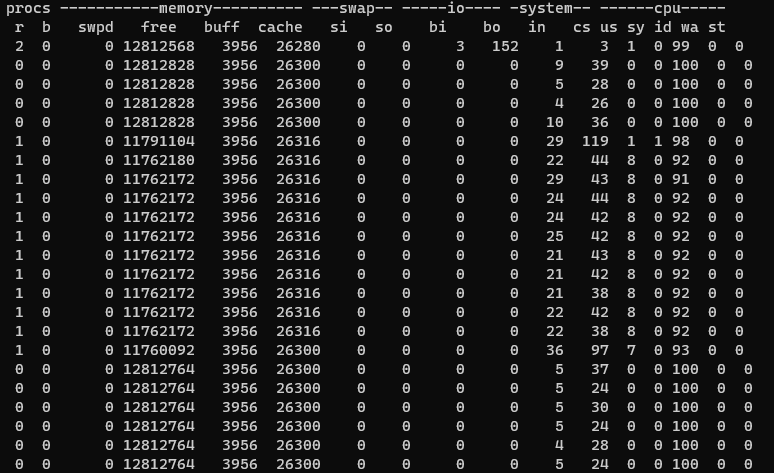 procs -----------memory---------- ---swap-- -----io---- -system-- ------cpu-----
 r  b   swpd   free   buff  cache   si   so    bi    bo   in   cs us sy id wa st
 2  0      0 12812568   3956  26280    0    0     3   152    1    3  1  0 99  0  0
 0  0      0 12812828   3956  26300    0    0     0     0    9   39  0  0 100  0  0
 0  0      0 12812828   3956  26300    0    0     0     0    5   28  0  0 100  0  0
 0  0      0 12812828   3956  26300    0    0     0     0    4   26  0  0 100  0  0
 0  0      0 12812828   3956  26300    0    0     0     0   10   36  0  0 100  0  0
 1  0      0 11791104   3956  26316    0    0     0     0   29  119  1  1 98  0  0
 1  0      0 11762180   3956  26316    0    0     0     0   22   44  8  0 92  0  0
 1  0      0 11762172   3956  26316    0    0     0     0   29   43  8  0 91  0  0
 1  0      0 11762172   3956  26316    0    0     0     0   24   44  8  0 92  0  0
 1  0      0 11762172   3956  26316    0    0     0     0   24   42  8  0 92  0  0
 1  0      0 11762172   3956  26316    0    0     0     0   25   42  8  0 92  0  0
 1  0      0 11762172   3956  26316    0    0     0     0   21   43  8  0 92  0  0
 1  0      0 11762172   3956  26316    0    0     0     0   21   42  8  0 92  0  0
 1  0      0 11762172   3956  26316    0    0     0     0   21   38  8  0 92  0  0
 1  0      0 11762172   3956  26316    0    0     0     0   22   42  8  0 92  0  0
 1  0      0 11762172   3956  26316    0    0     0     0   22   38  8  0 92  0  0
 1  0      0 11760092   3956  26300    0    0     0     0   36   97  7  0 93  0  0
 0  0      0 12812764   3956  26300    0    0     0     0    5   37  0  0 100  0  0
 0  0      0 12812764   3956  26300    0    0     0     0    5   24  0  0 100  0  0
 0  0      0 12812764   3956  26300    0    0     0     0    5   30  0  0 100  0  0
 0  0      0 12812764   3956  26300    0    0     0     0    5   24  0  0 100  0  0
 0  0      0 12812764   3956  26300    0    0     0     0    4   28  0  0 100  0  0
 0  0      0 12812764   3956  26300    0    0     0     0    5   24  0  0 100  0  0